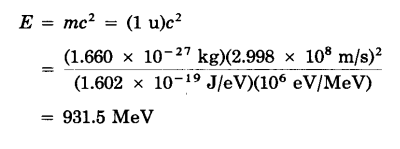 E = mc² = (1 u)c²
= (1.660 × 10⁻²⁷ kg)(2.998 × 10⁸ m/s)²
(1.602 × 10⁻¹⁹ J/eV)(10⁶ eV/MeV)
= 931.5 MeV